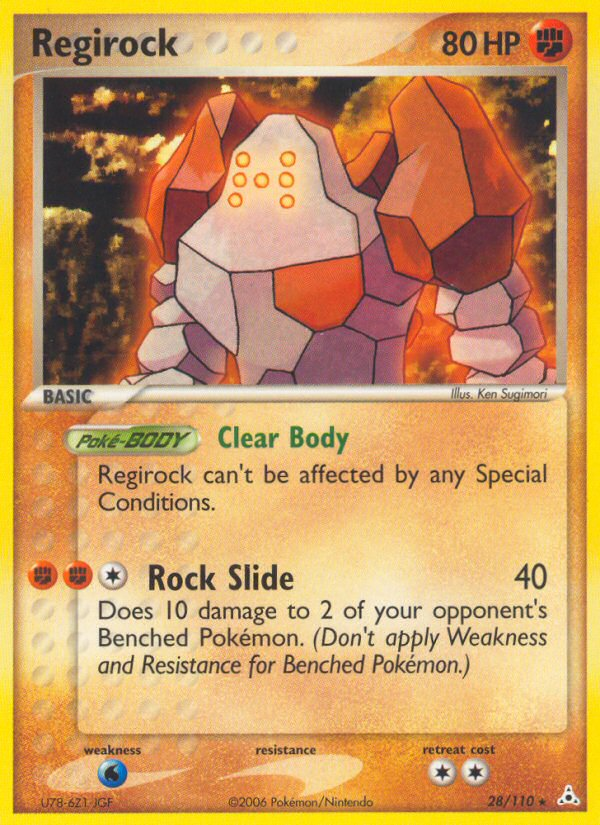 Regirock
80 HP
BASIC
Illus. Ken Sugimori
Poké-BODY Clear Body
Regirock can't be affected by any Special
Conditions.
Rock Slide 40
Does 10 damage to 2 of your opponent's
Benched Pokémon. (Don't apply Weakness
and Resistance for Benched Pokémon.)
weakness resistance retreat cost
U78-6Z1 JGF ©2006 Pokémon/Nintendo 28/110 ★